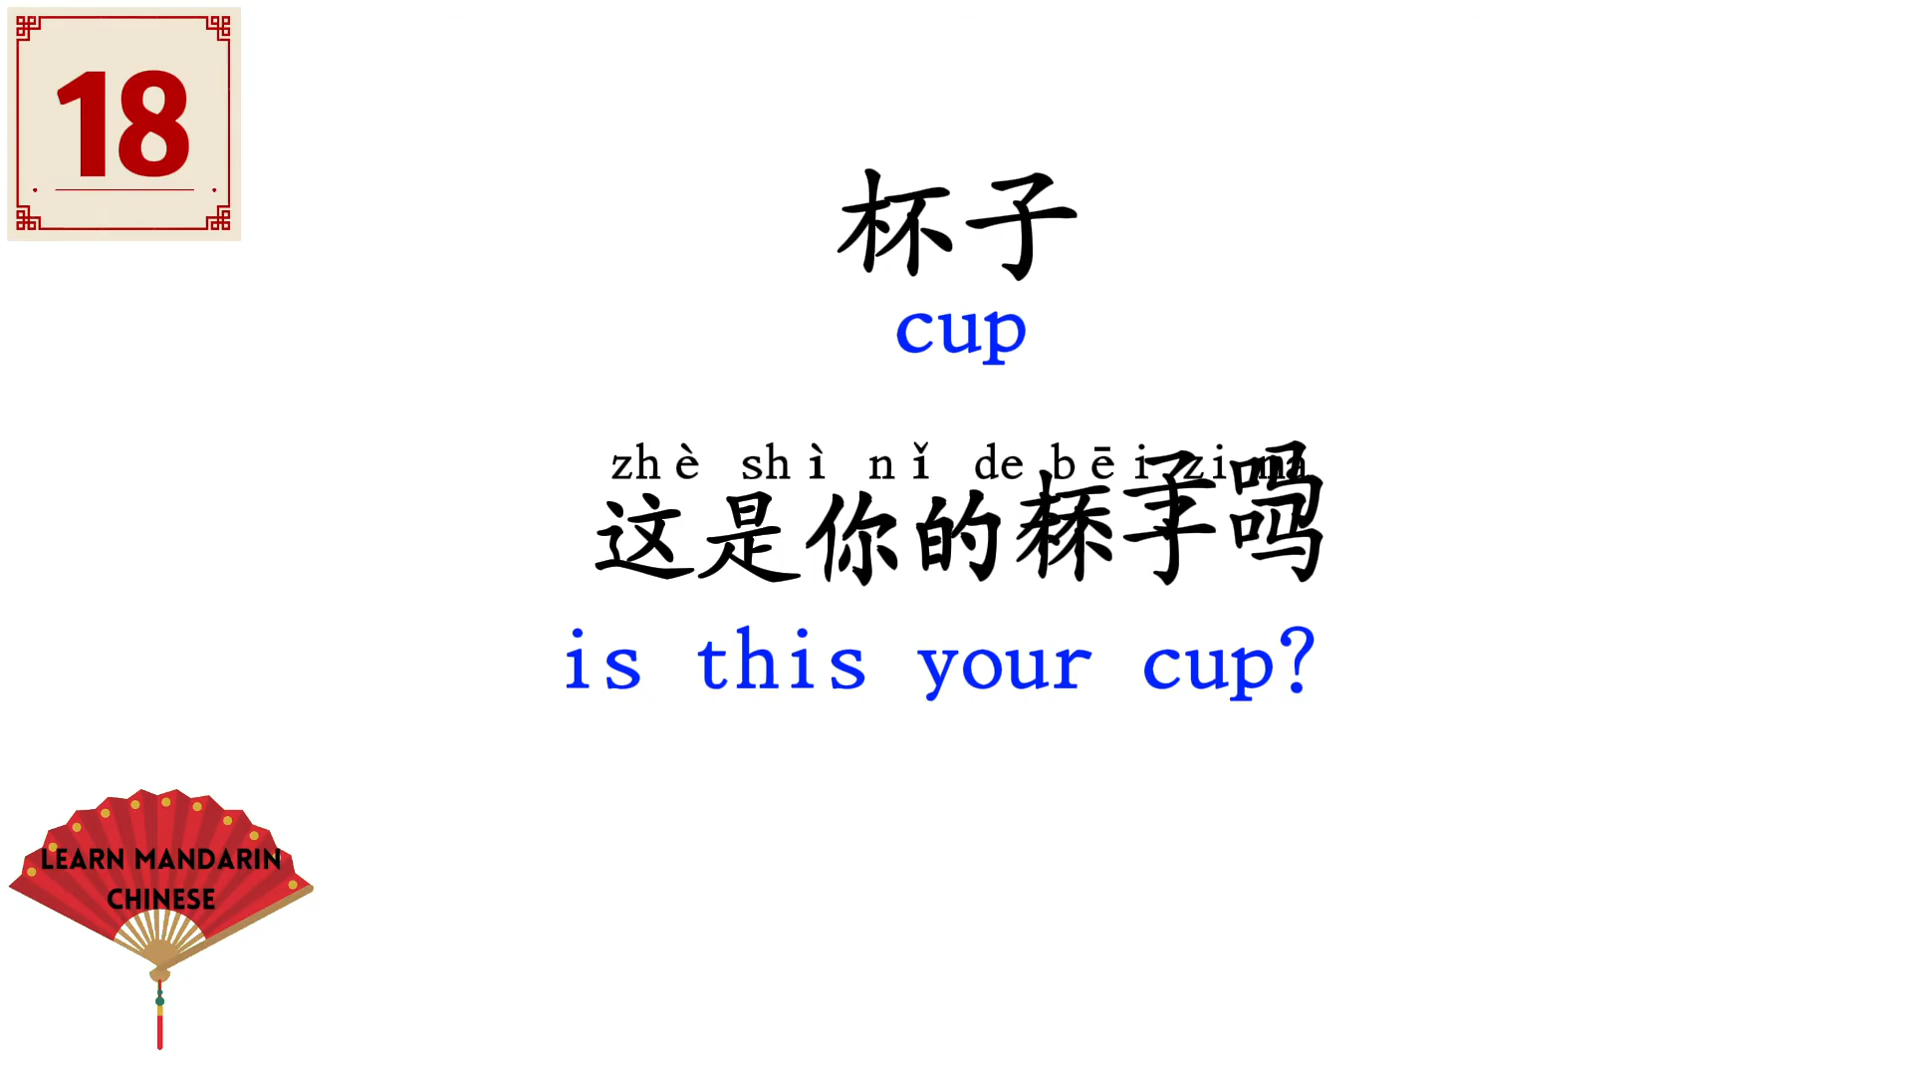 18
杯子
cup
zhè shì nǐ de bēi zi ma
这是你的杯子吗
is this your cup?
LEARN MANDARIN
CHINESE